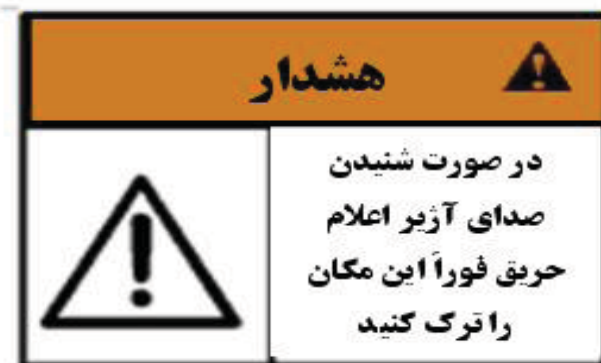 هشدار
در صورت شنیدن
صدای آژیر اعلام
حریق فوراً این مکان
را ترک کنید